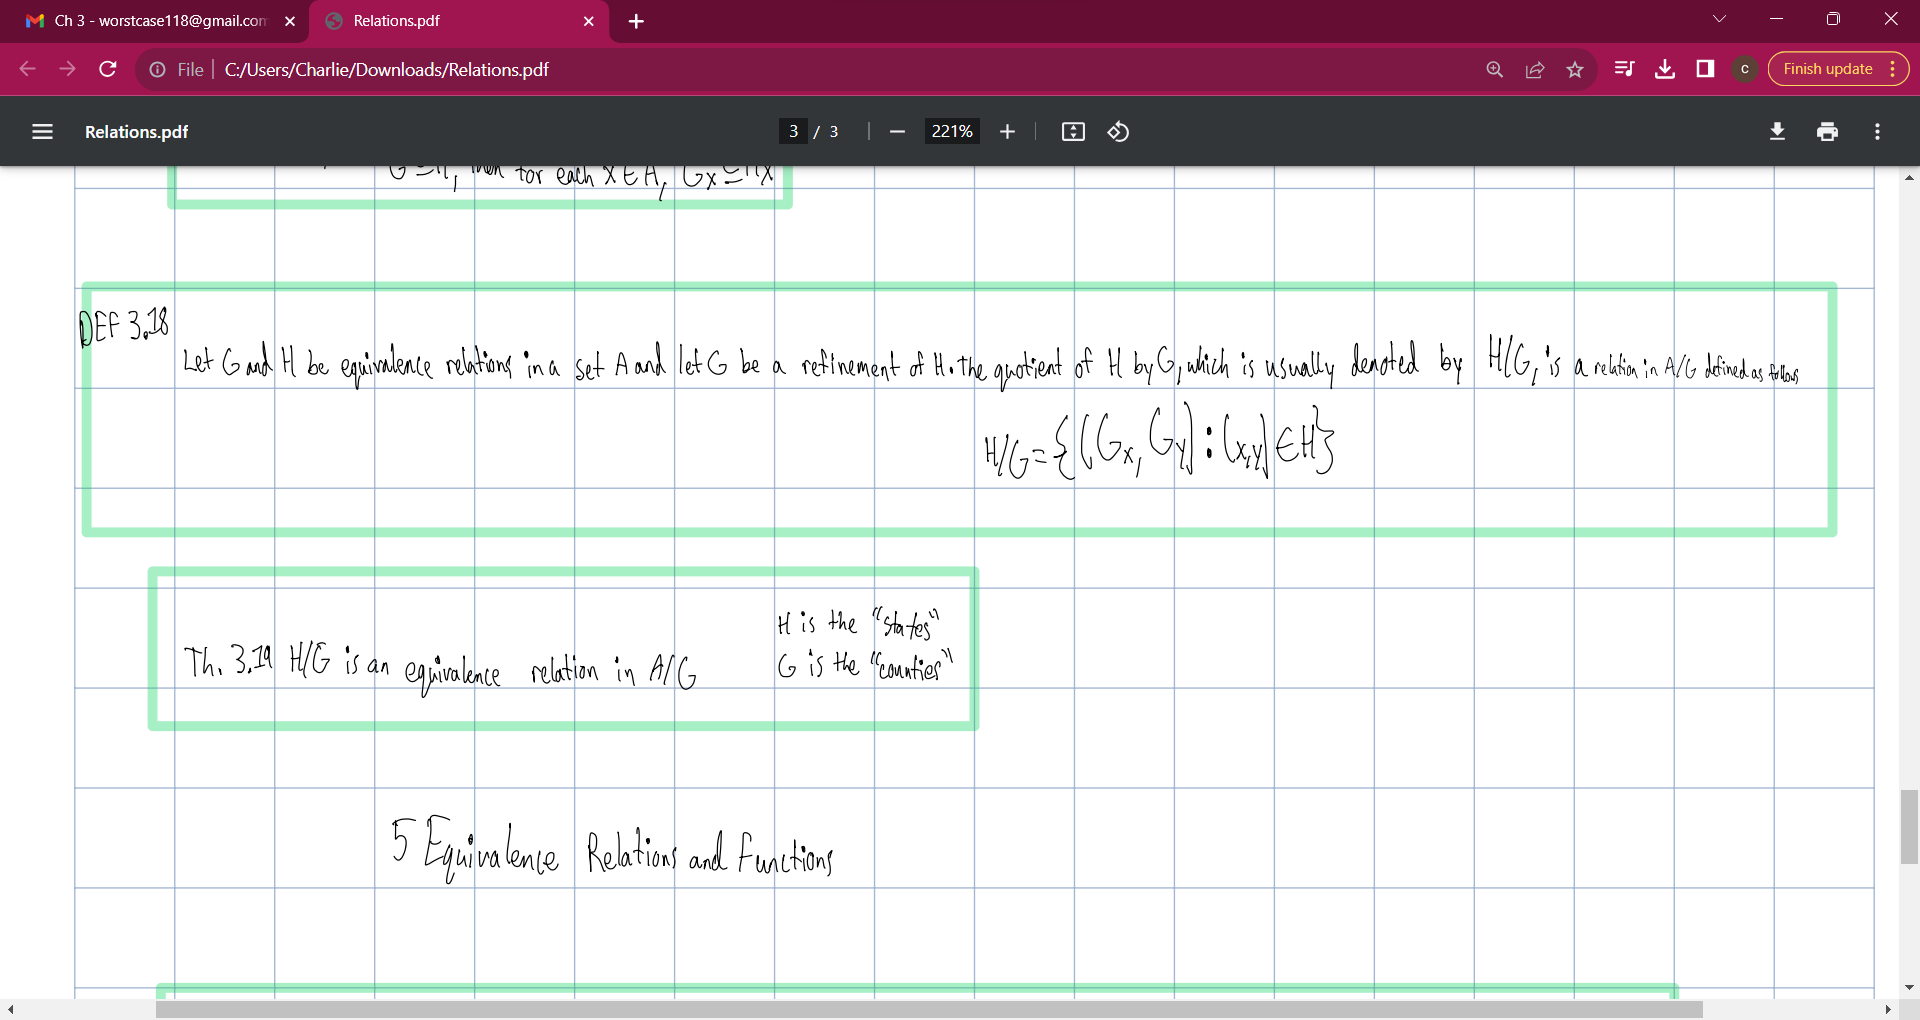 Ch 3 - worstcase118@gmail.com
Relations.pdf
File
C:/Users/Charlie/Downloads/Relations.pdf
C
Finish update
Relations.pdf
3 / 3
221%
G⊆H, then for each x∈A, Gx⊆Hx
DEF 3.18
Let G and H be equivalence relations in a set A and let G be a refinement of H. The quotient of H by G, which is usually denoted by H/G, is a relation in A/G defined as follows
H/G = {(Gx, Gy) : (x,y) ∈ H}
H is the "states"
Th. 3.19 H/G is an equivalence relation in A/G
G is the "counties"
5 Equivalence Relations and Functions